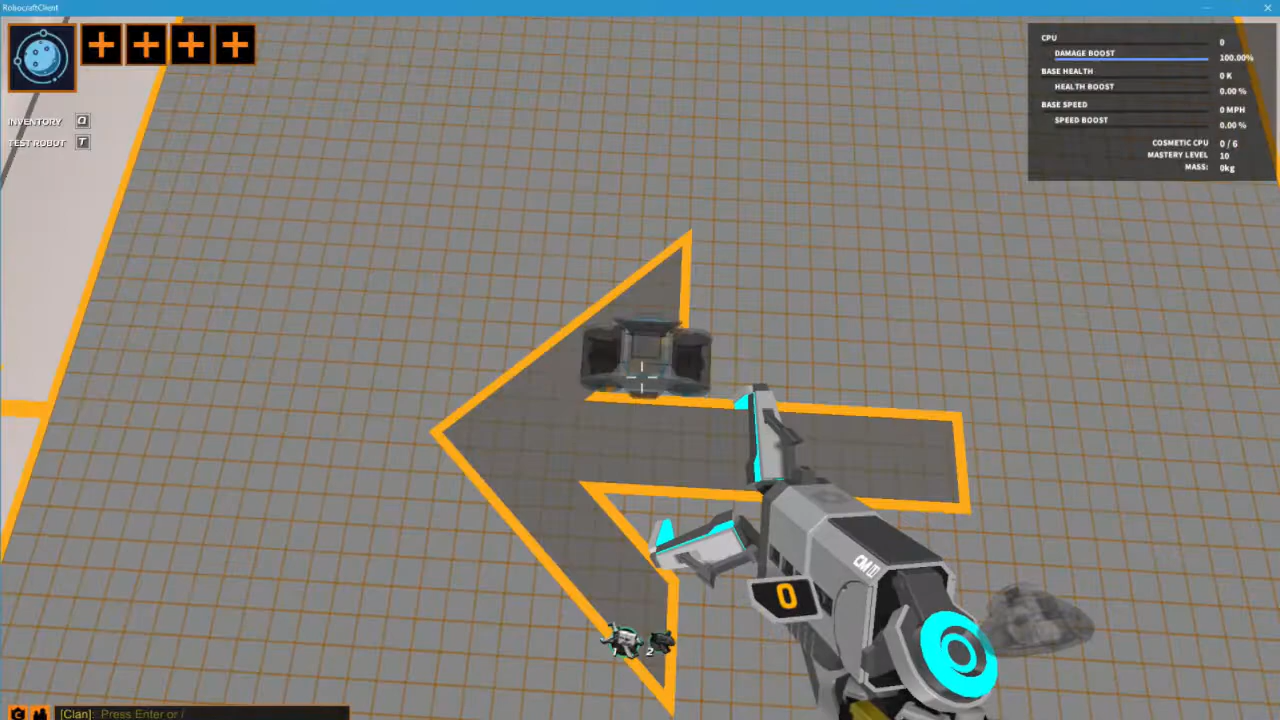 RobocraftClient
INVENTORY Q
TEST ROBOT T
CPU 0
DAMAGE BOOST 100.00%
BASE HEALTH 0 K
HEALTH BOOST 0.00 %
BASE SPEED 0 MPH
SPEED BOOST 0.00 %
COSMETIC CPU 0 / 6
MASTERY LEVEL 10
MASS: 0kg
CM
0
1 2
[Clan]: Press Enter or /